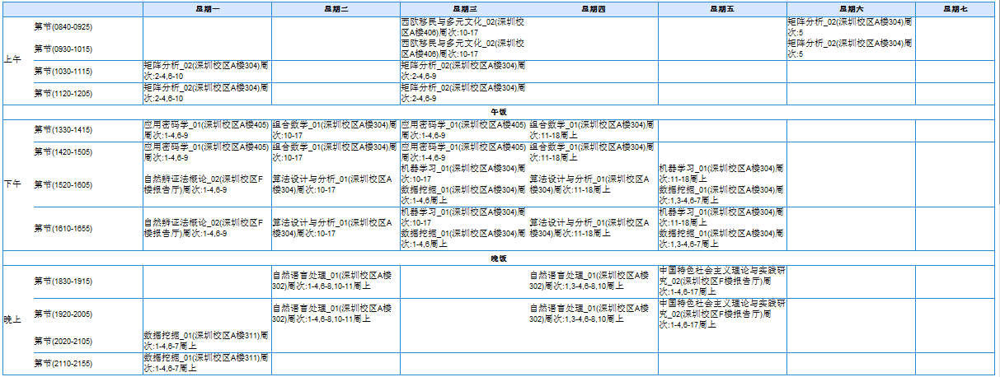 星期一 星期二 星期三 星期四 星期五 星期六 星期七
上午
第节(0840-0925)
西欧移民与多元文化_02(深圳校
区A楼406)周次:10-17
矩阵分析_02(深圳校区A楼304)周
次:5
第节(0930-1015)
西欧移民与多元文化_02(深圳校
区A楼406)周次:10-17
矩阵分析_02(深圳校区A楼304)周
次:5
第节(1030-1115)
矩阵分析_02(深圳校区A楼304)周
次:2-4,6-10
矩阵分析_02(深圳校区A楼304)周
次:2-4,6-9
第节(1120-1205)
矩阵分析_02(深圳校区A楼304)周
次:2-4,6-10
矩阵分析_02(深圳校区A楼304)周
次:2-4,6-9
午饭
下午
第节(1330-1415)
应用密码学_01(深圳校区A楼405)
周次:1-4,6-9
组合数学_01(深圳校区A楼304)周
次:10-17
应用密码学_01(深圳校区A楼405)
周次:1-4,6-9
组合数学_01(深圳校区A楼304)周
次:11-18周上
第节(1420-1505)
应用密码学_01(深圳校区A楼405)
周次:1-4,6-9
组合数学_01(深圳校区A楼304)周
次:10-17
应用密码学_01(深圳校区A楼405)
周次:1-4,6-9
组合数学_01(深圳校区A楼304)周
次:11-18周上
第节(1520-1605)
自然辨证法概论_02(深圳校区F
楼报告厅)周次:1-4,6-9
算法设计与分析_01(深圳校区A
楼304)周次:10-17
机器学习_01(深圳校区A楼304)周
次:10-17
数据挖掘_01(深圳校区A楼304)周
次:1-4,6周上
算法设计与分析_01(深圳校区A
楼304)周次:11-18周上
机器学习_01(深圳校区A楼304)周
次:11-18周上
数据挖掘_01(深圳校区A楼304)周
次:1,3-4,6-7周上
第节(1610-1655)
自然辨证法概论_02(深圳校区F
楼报告厅)周次:1-4,6-9
算法设计与分析_01(深圳校区A
楼304)周次:10-17
机器学习_01(深圳校区A楼304)周
次:10-17
数据挖掘_01(深圳校区A楼304)周
次:1-4,6周上
算法设计与分析_01(深圳校区A
楼304)周次:11-18周上
机器学习_01(深圳校区A楼304)周
次:11-18周上
数据挖掘_01(深圳校区A楼304)周
次:1,3-4,6-7周上
晚饭
晚上
第节(1830-1915)
自然语言处理_01(深圳校区A楼
302)周次:1-4,6-8,10-11周上
自然语言处理_01(深圳校区A楼
302)周次:1,3-4,6-8,10周上
中国特色社会主义理论与实践研
究_02(深圳校区F楼报告厅)周
次:1-4,6-17周上
第节(1920-2005)
自然语言处理_01(深圳校区A楼
302)周次:1-4,6-8,10-11周上
自然语言处理_01(深圳校区A楼
302)周次:1,3-4,6-8,10周上
中国特色社会主义理论与实践研
究_02(深圳校区F楼报告厅)周
次:1-4,6-17周上
第节(2020-2105)
数据挖掘_01(深圳校区A楼311)周
次:1-4,6-7周上
第节(2110-2155)
数据挖掘_01(深圳校区A楼311)周
次:1-4,6-7周上